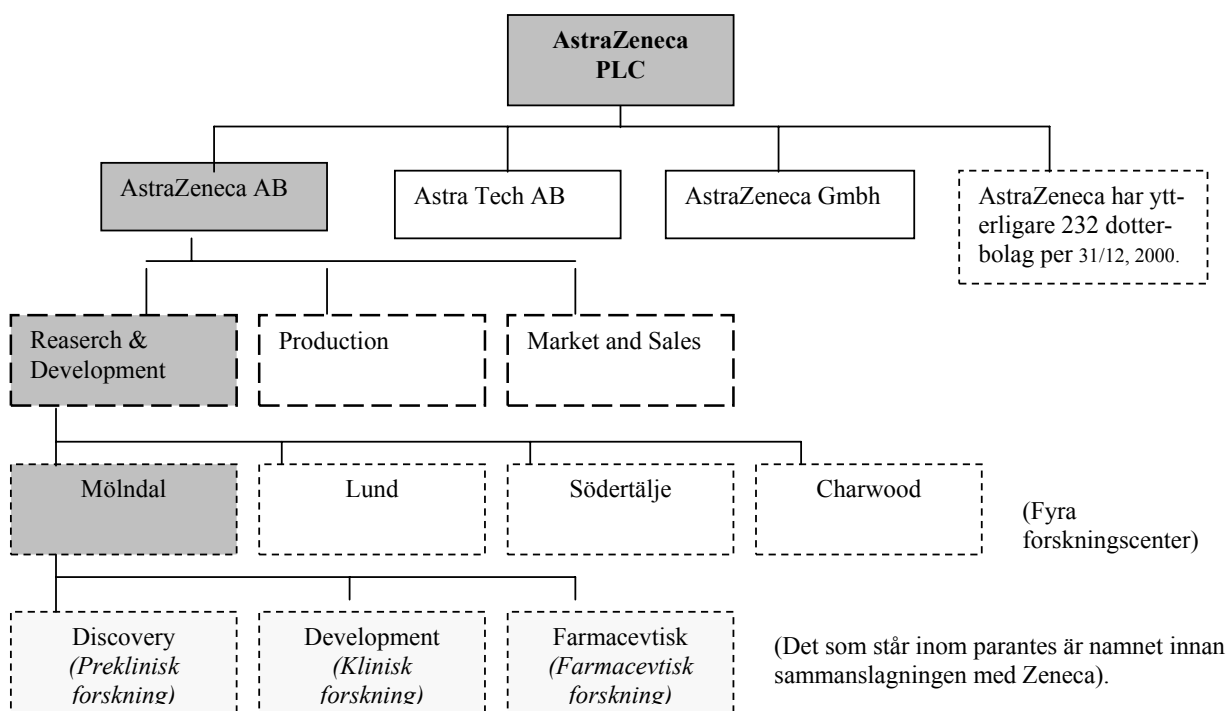 AstraZeneca
PLC
AstraZeneca AB
Astra Tech AB
AstraZeneca Gmbh
AstraZeneca har ytt-
erligare 232 dotter-
bolag per 31/12, 2000.
Reaserch &
Development
Production
Market and Sales
Mölndal
Lund
Södertälje
Charwood
(Fyra
forskningscenter)
Discovery
(Preklinisk
forskning)
Development
(Klinisk
forskning)
Farmacevtisk
(Farmacevtisk
forskning)
(Det som står inom parantes är namnet innan
sammanslagningen med Zeneca).